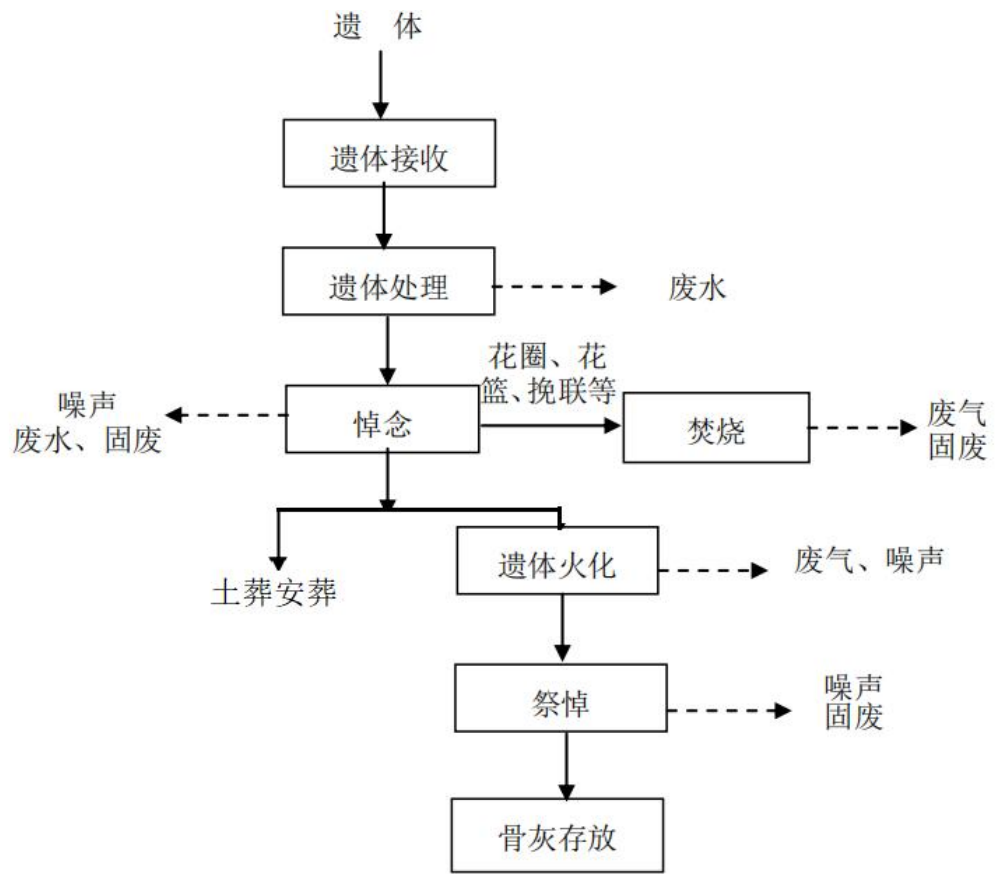 遗 体
遗体接收
遗体处理
废水
花圈、花
篮、挽联等
噪声
废水、固废
悼念
焚烧
废气
固废
土葬安葬
遗体火化
废气、噪声
祭悼
噪声
固废
骨灰存放